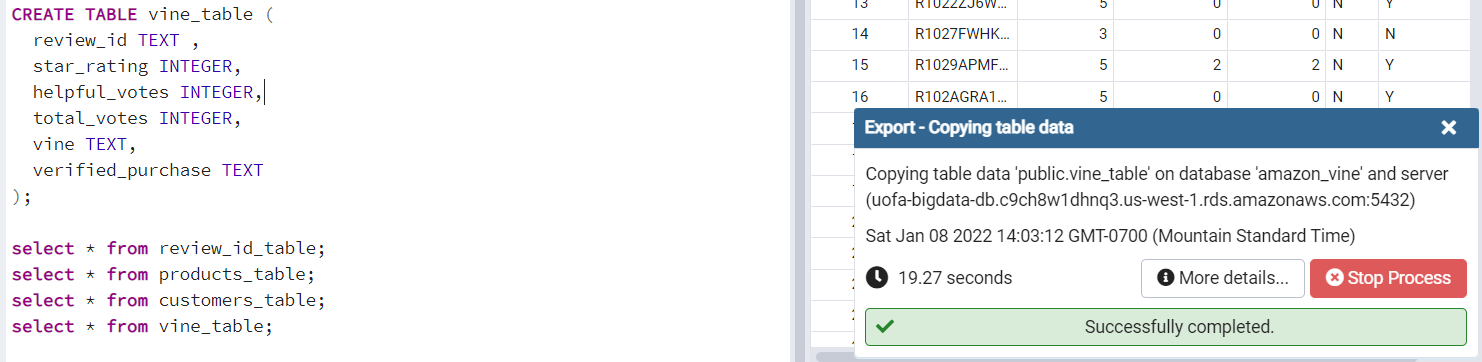 CREATE TABLE vine_table (
review_id TEXT ,
star_rating INTEGER,
helpful_votes INTEGER,
total_votes INTEGER,
vine TEXT,
verified_purchase TEXT
);
select * from review_id_table;
select * from products_table;
select * from customers_table;
select * from vine_table;
13 R1022ZJ6W... 5 0 0 N Y
14 R1027FWHK... 3 0 0 N N
15 R1029APMF... 5 2 2 N Y
16 R102AGRA1... 5 0 0 N Y
Export - Copying table data
Copying table data 'public.vine_table' on database 'amazon_vine' and server
(uofa-bigdata-db.c9ch8w1dhnq3.us-west-1.rds.amazonaws.com:5432)
Sat Jan 08 2022 14:03:12 GMT-0700 (Mountain Standard Time)
19.27 seconds
More details...
Stop Process
Successfully completed.